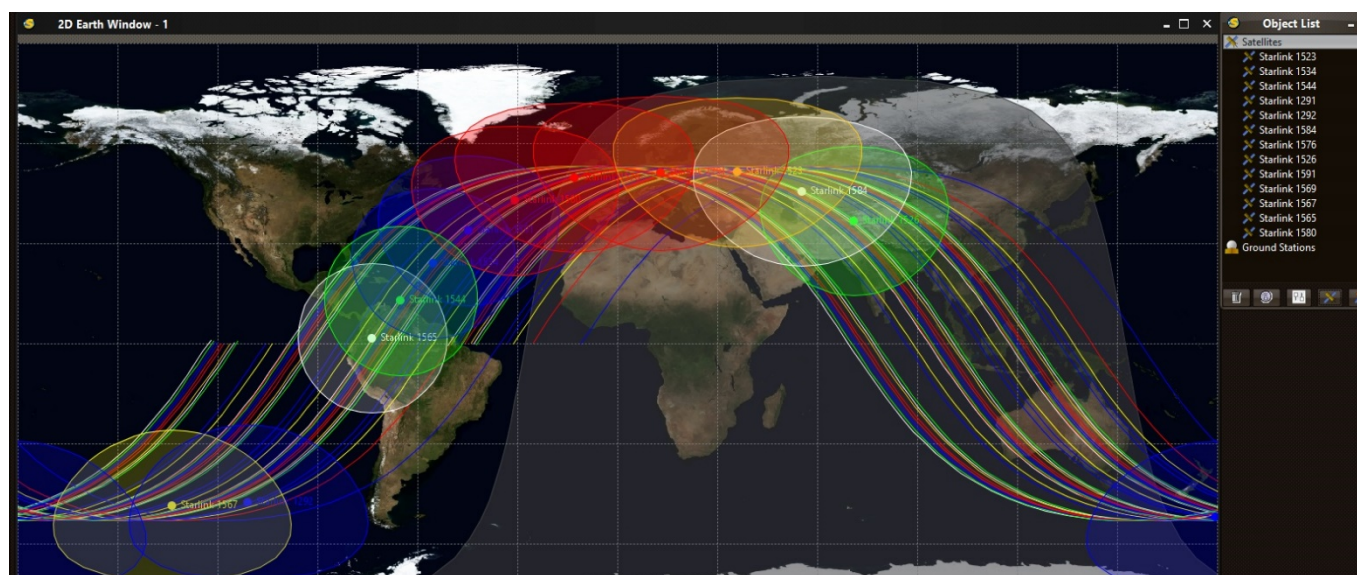 2D Earth Window - 1
Object List
Satellites
Starlink 1523
Starlink 1534
Starlink 1544
Starlink 1291
Starlink 1292
Starlink 1584
Starlink 1576
Starlink 1526
Starlink 1591
Starlink 1569
Starlink 1567
Starlink 1565
Starlink 1580
Ground Stations
Starlink 1584
Starlink 1544
Starlink 1565
Starlink 1567